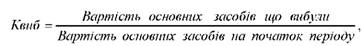 Квиб = Вартість основних засобів що вибули / Вартість основних засобів на початок періоду,